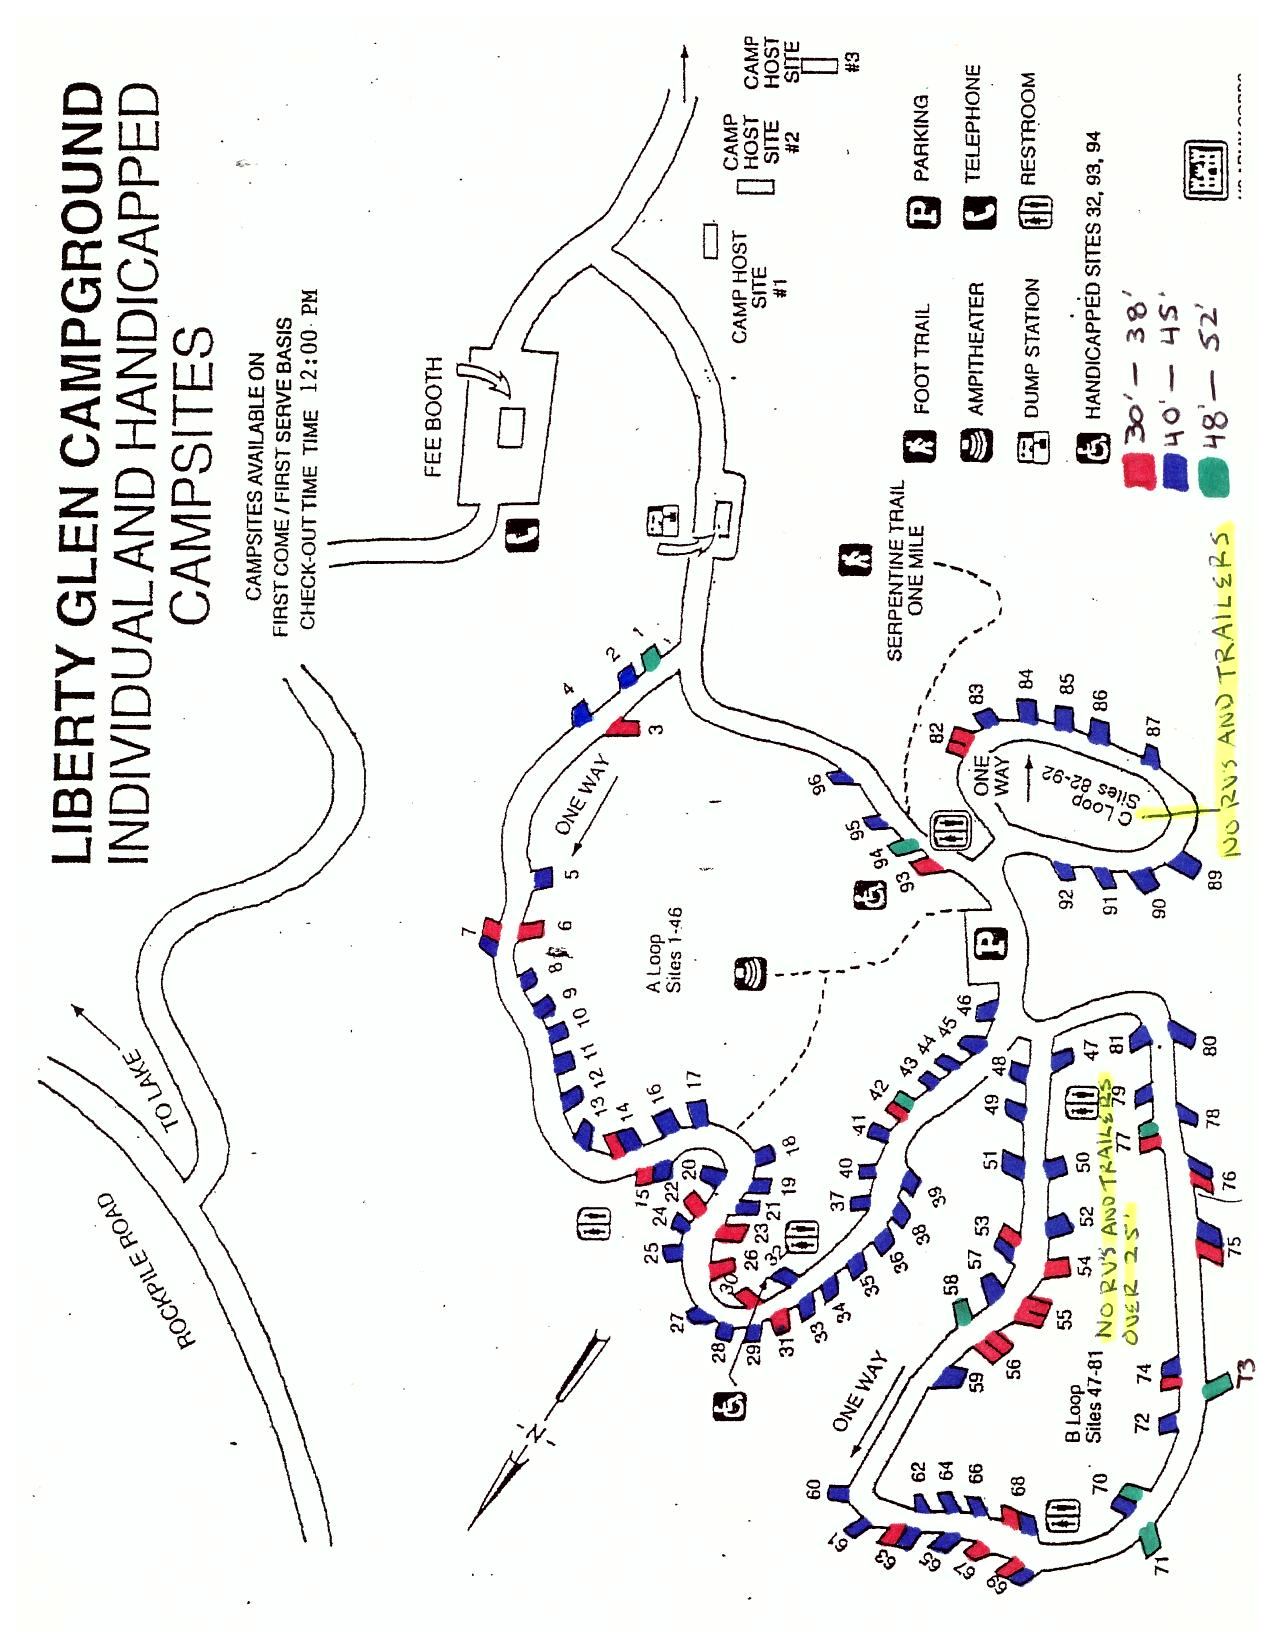 LIBERTY GLEN CAMPGROUND
INDIVIDUAL AND HANDICAPPED
CAMPSITES
CAMPSITES AVAILABLE ON
FIRST COME / FIRST SERVE BASIS
CHECK-OUT TIME 12:00 PM
FEE BOOTH
CAMP HOST
SITE
#1
CAMP
HOST
SITE
#2
CAMP
HOST
SITE
#3
TO LAKE
ROCKPILE ROAD
N
ONE WAY
A Loop
Sites 1-46
SERPENTINE TRAIL
ONE MILE
ONE
WAY
C Loop
Sites 82-92
ONE WAY
B Loop
Sites 47-81
1
2
3
4
5
6
7
8
9
10
11
12
13
14
15
16
17
18
19
20
21
22
23
24
25
26
27
28
29
30
31
33
34
35
36
37
38
39
40
41
42
43
44
45
46
47
48
49
50
51
52
53
54
55
56
57
58
59
60
61
62
63
64
65
66
67
68
69
70
71
72
73
74
75
76
77
78
79
80
81
82
83
84
85
86
87
89
90
91
92
93
94
95
96
FOOT TRAIL
P PARKING
AMPITHEATER
TELEPHONE
DUMP STATION
RESTROOM
HANDICAPPED SITES 32, 93, 94
30' — 38'
40' — 45'
48' — 52'
NO RV'S AND TRAILERS
NO RV'S AND TRAILERS
OVER 25'
P